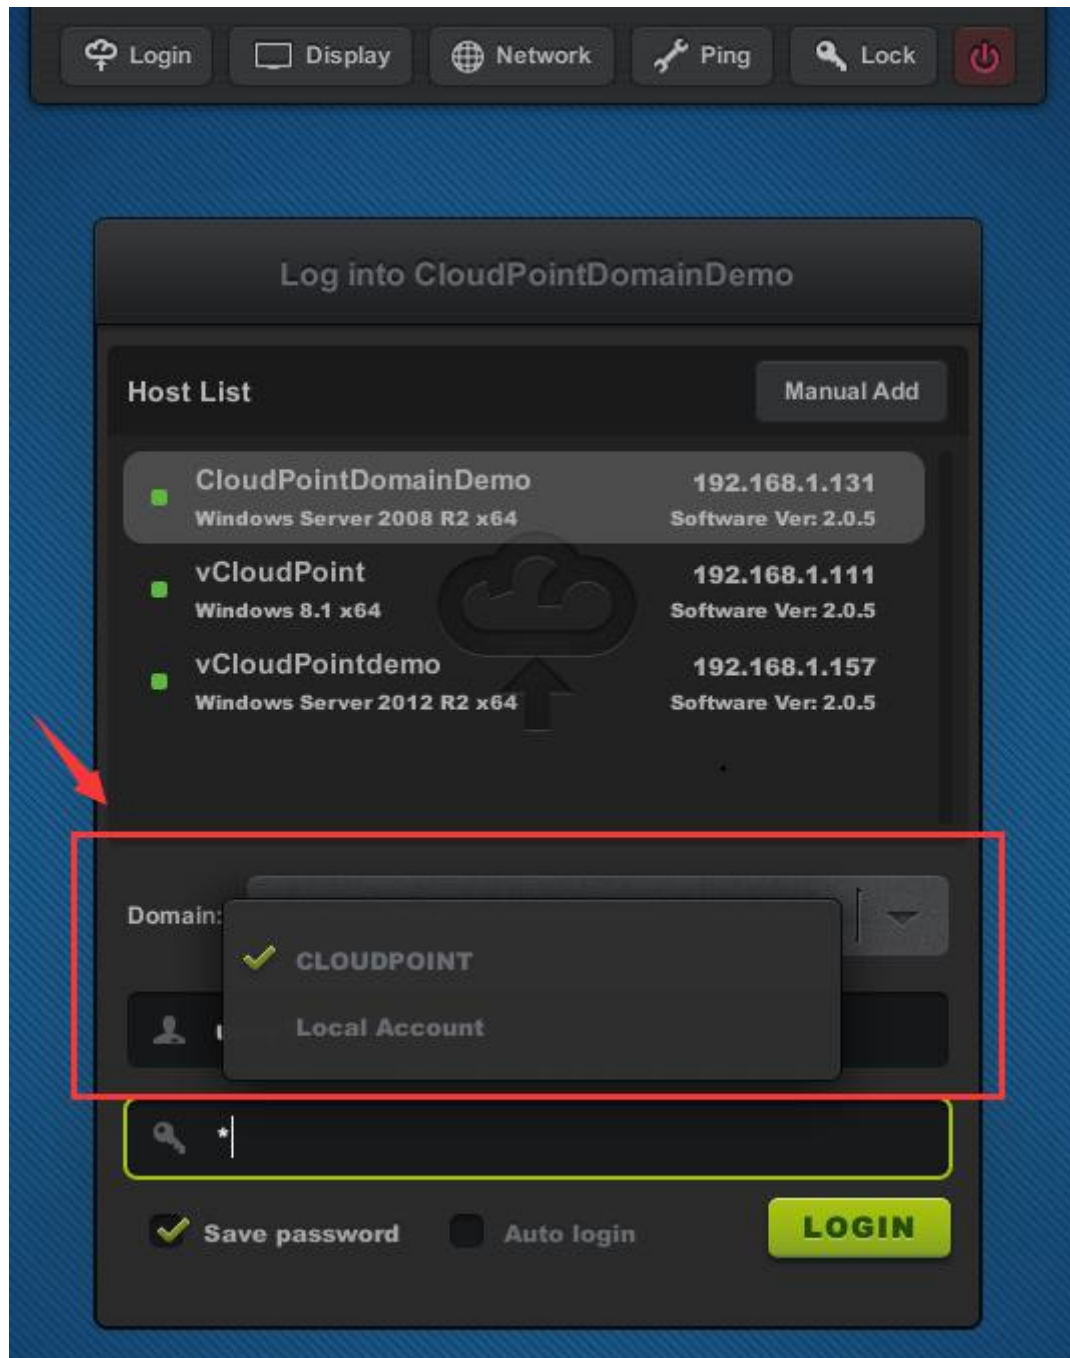 Login Display Network Ping Lock
Log into CloudPointDomainDemo
Host List Manual Add
CloudPointDomainDemo 192.168.1.131
Windows Server 2008 R2 x64 Software Ver: 2.0.5
vCloudPoint 192.168.1.111
Windows 8.1 x64 Software Ver: 2.0.5
vCloudPointdemo 192.168.1.157
Windows Server 2012 R2 x64 Software Ver: 2.0.5
Domain:
CLOUDPOINT
Local Account
*
Save password Auto login LOGIN